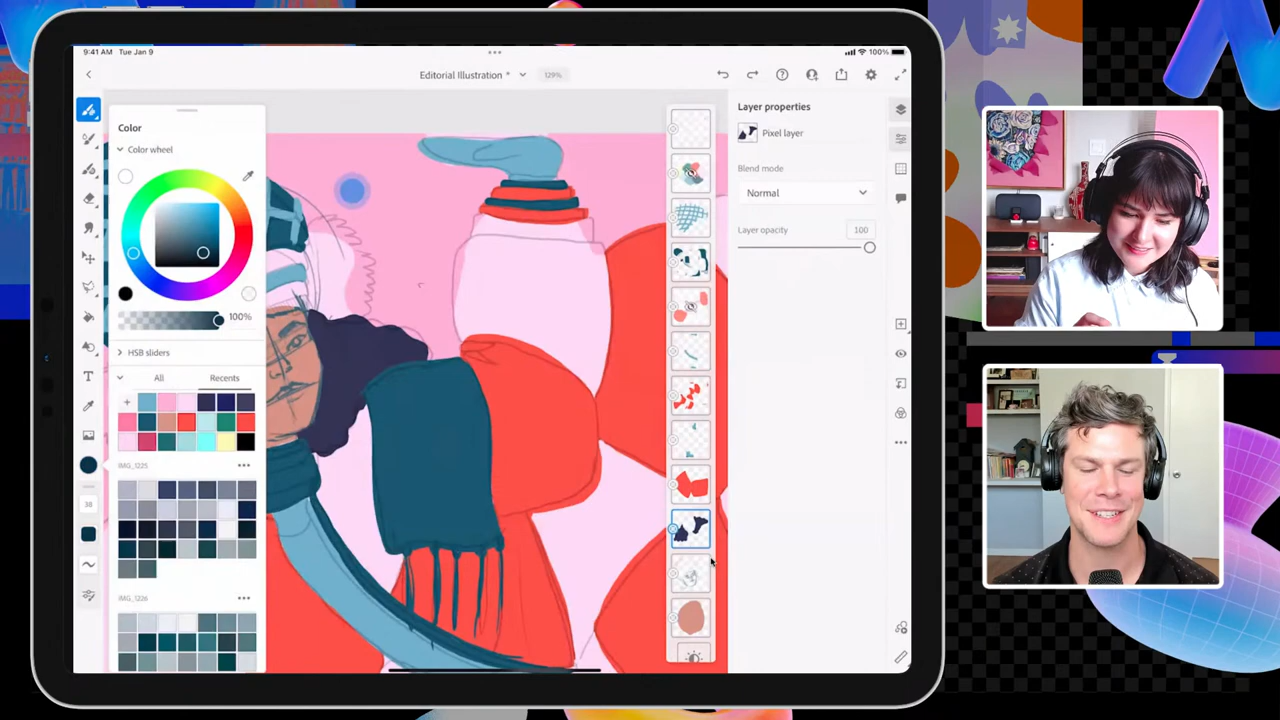 9:41 AM Tue Jan 9
100%
Editorial Illustration *
129%
Color
Color wheel
100%
HSB sliders
All
Recents
IMG_1225
IMG_1226
38
T
Layer properties
Pixel layer
Blend mode
Normal
Layer opacity
100